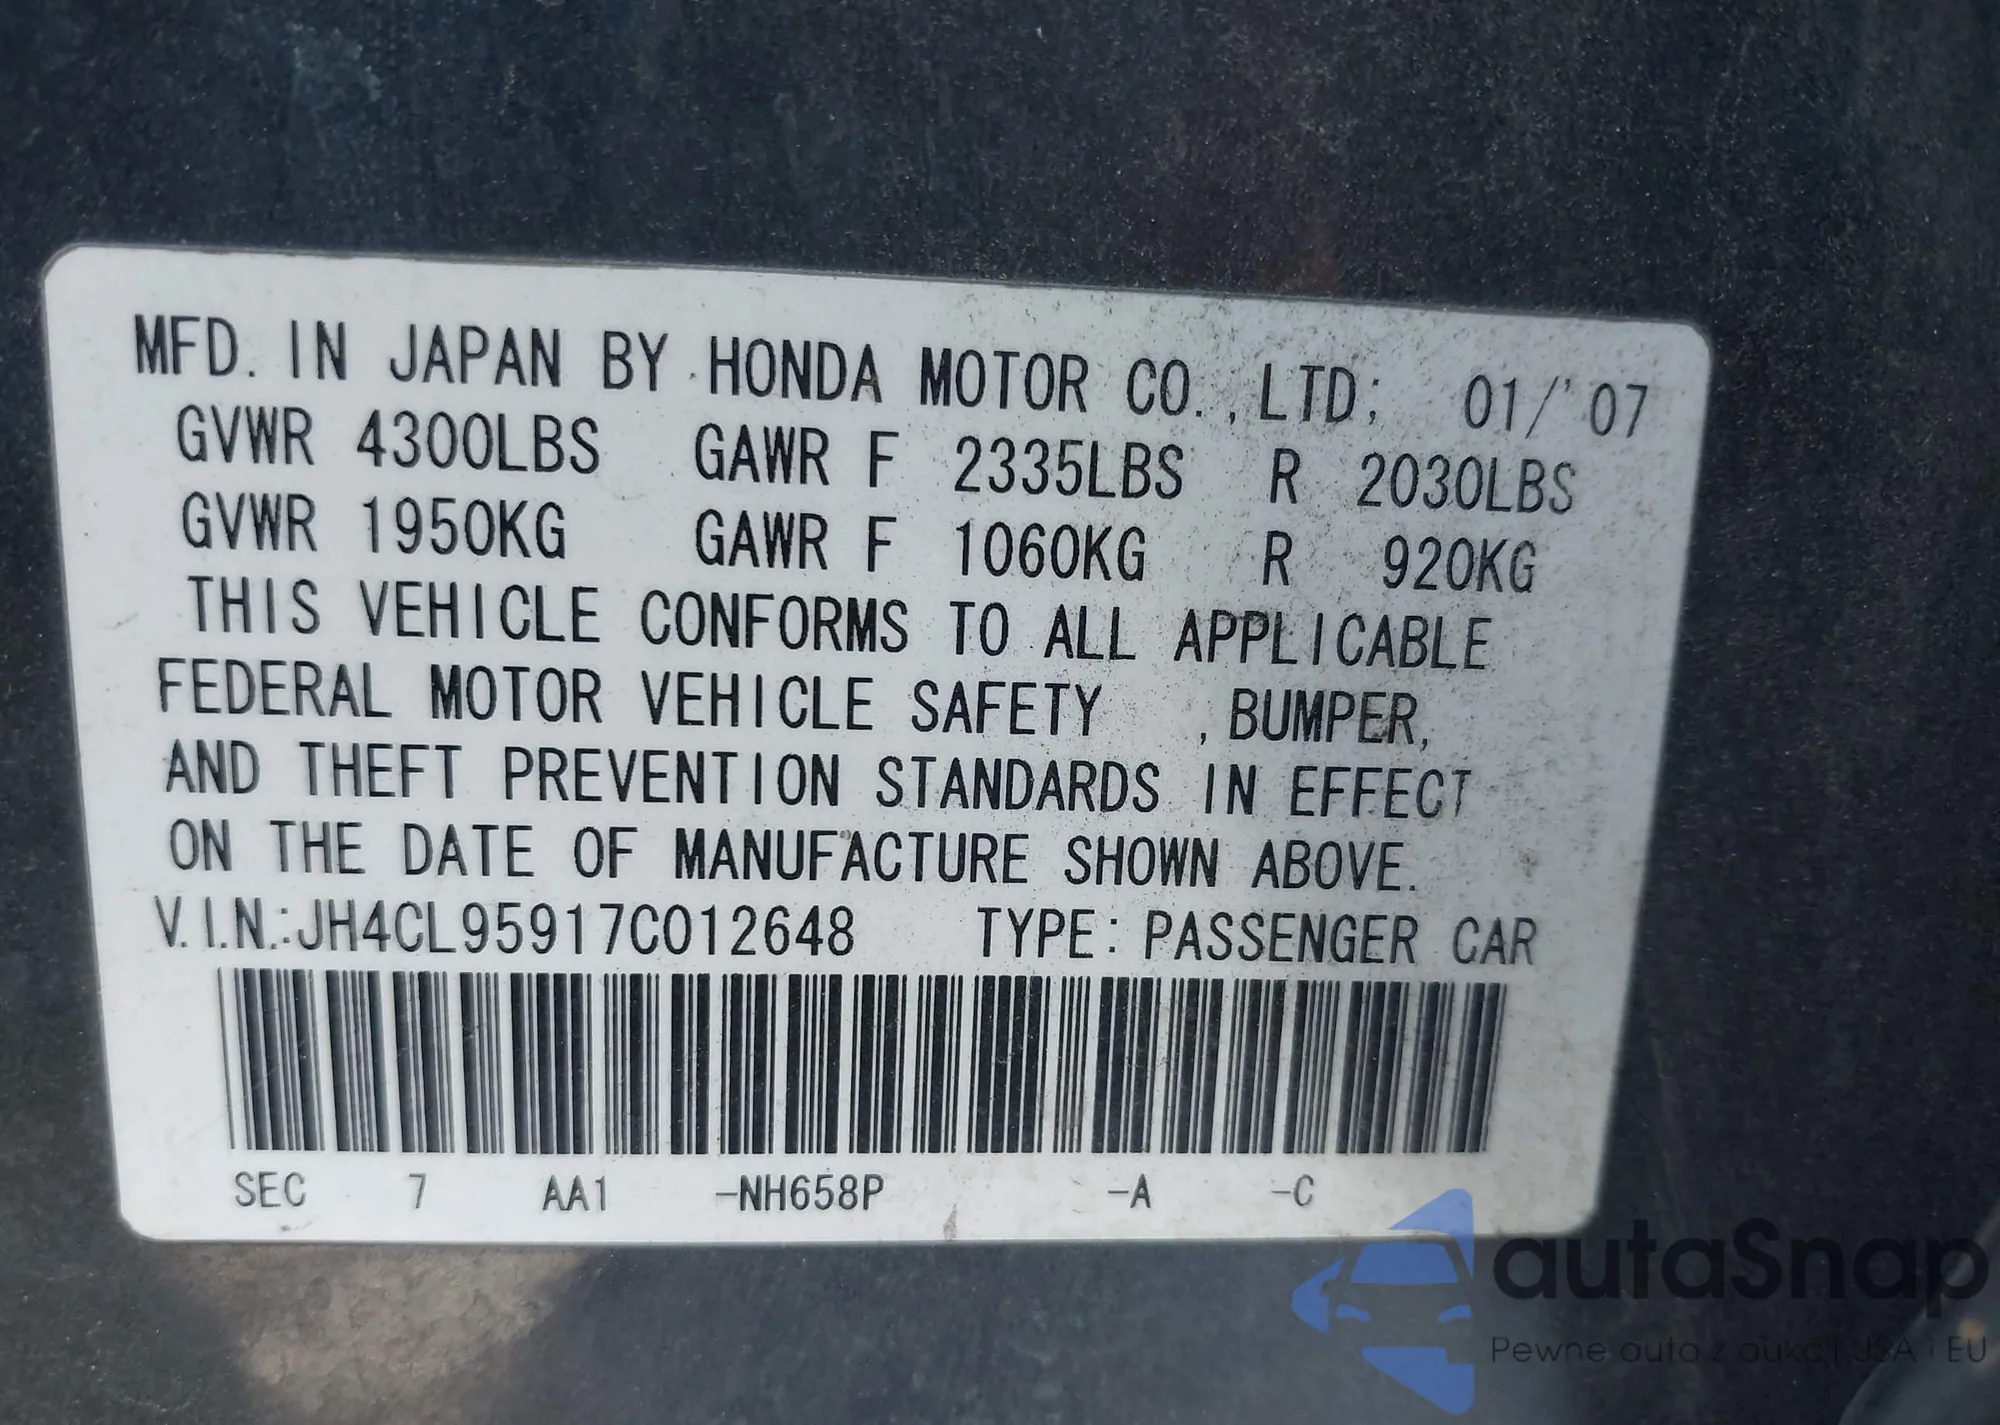 MFD. IN JAPAN BY HONDA MOTOR CO.,LTD; 01/'07
GVWR 4300LBS GAWR F 2335LBS R 2030LBS
GVWR 1950KG GAWR F 1060KG R 920KG
THIS VEHICLE CONFORMS TO ALL APPLICABLE
FEDERAL MOTOR VEHICLE SAFETY ,BUMPER,
AND THEFT PREVENTION STANDARDS IN EFFECT
ON THE DATE OF MANUFACTURE SHOWN ABOVE.
V.I.N.:JH4CL95917C012648 TYPE: PASSENGER CAR
SEC 7 AA1 -NH658P -A -C
autaSnap
Pewne auta z aukcji USA i EU